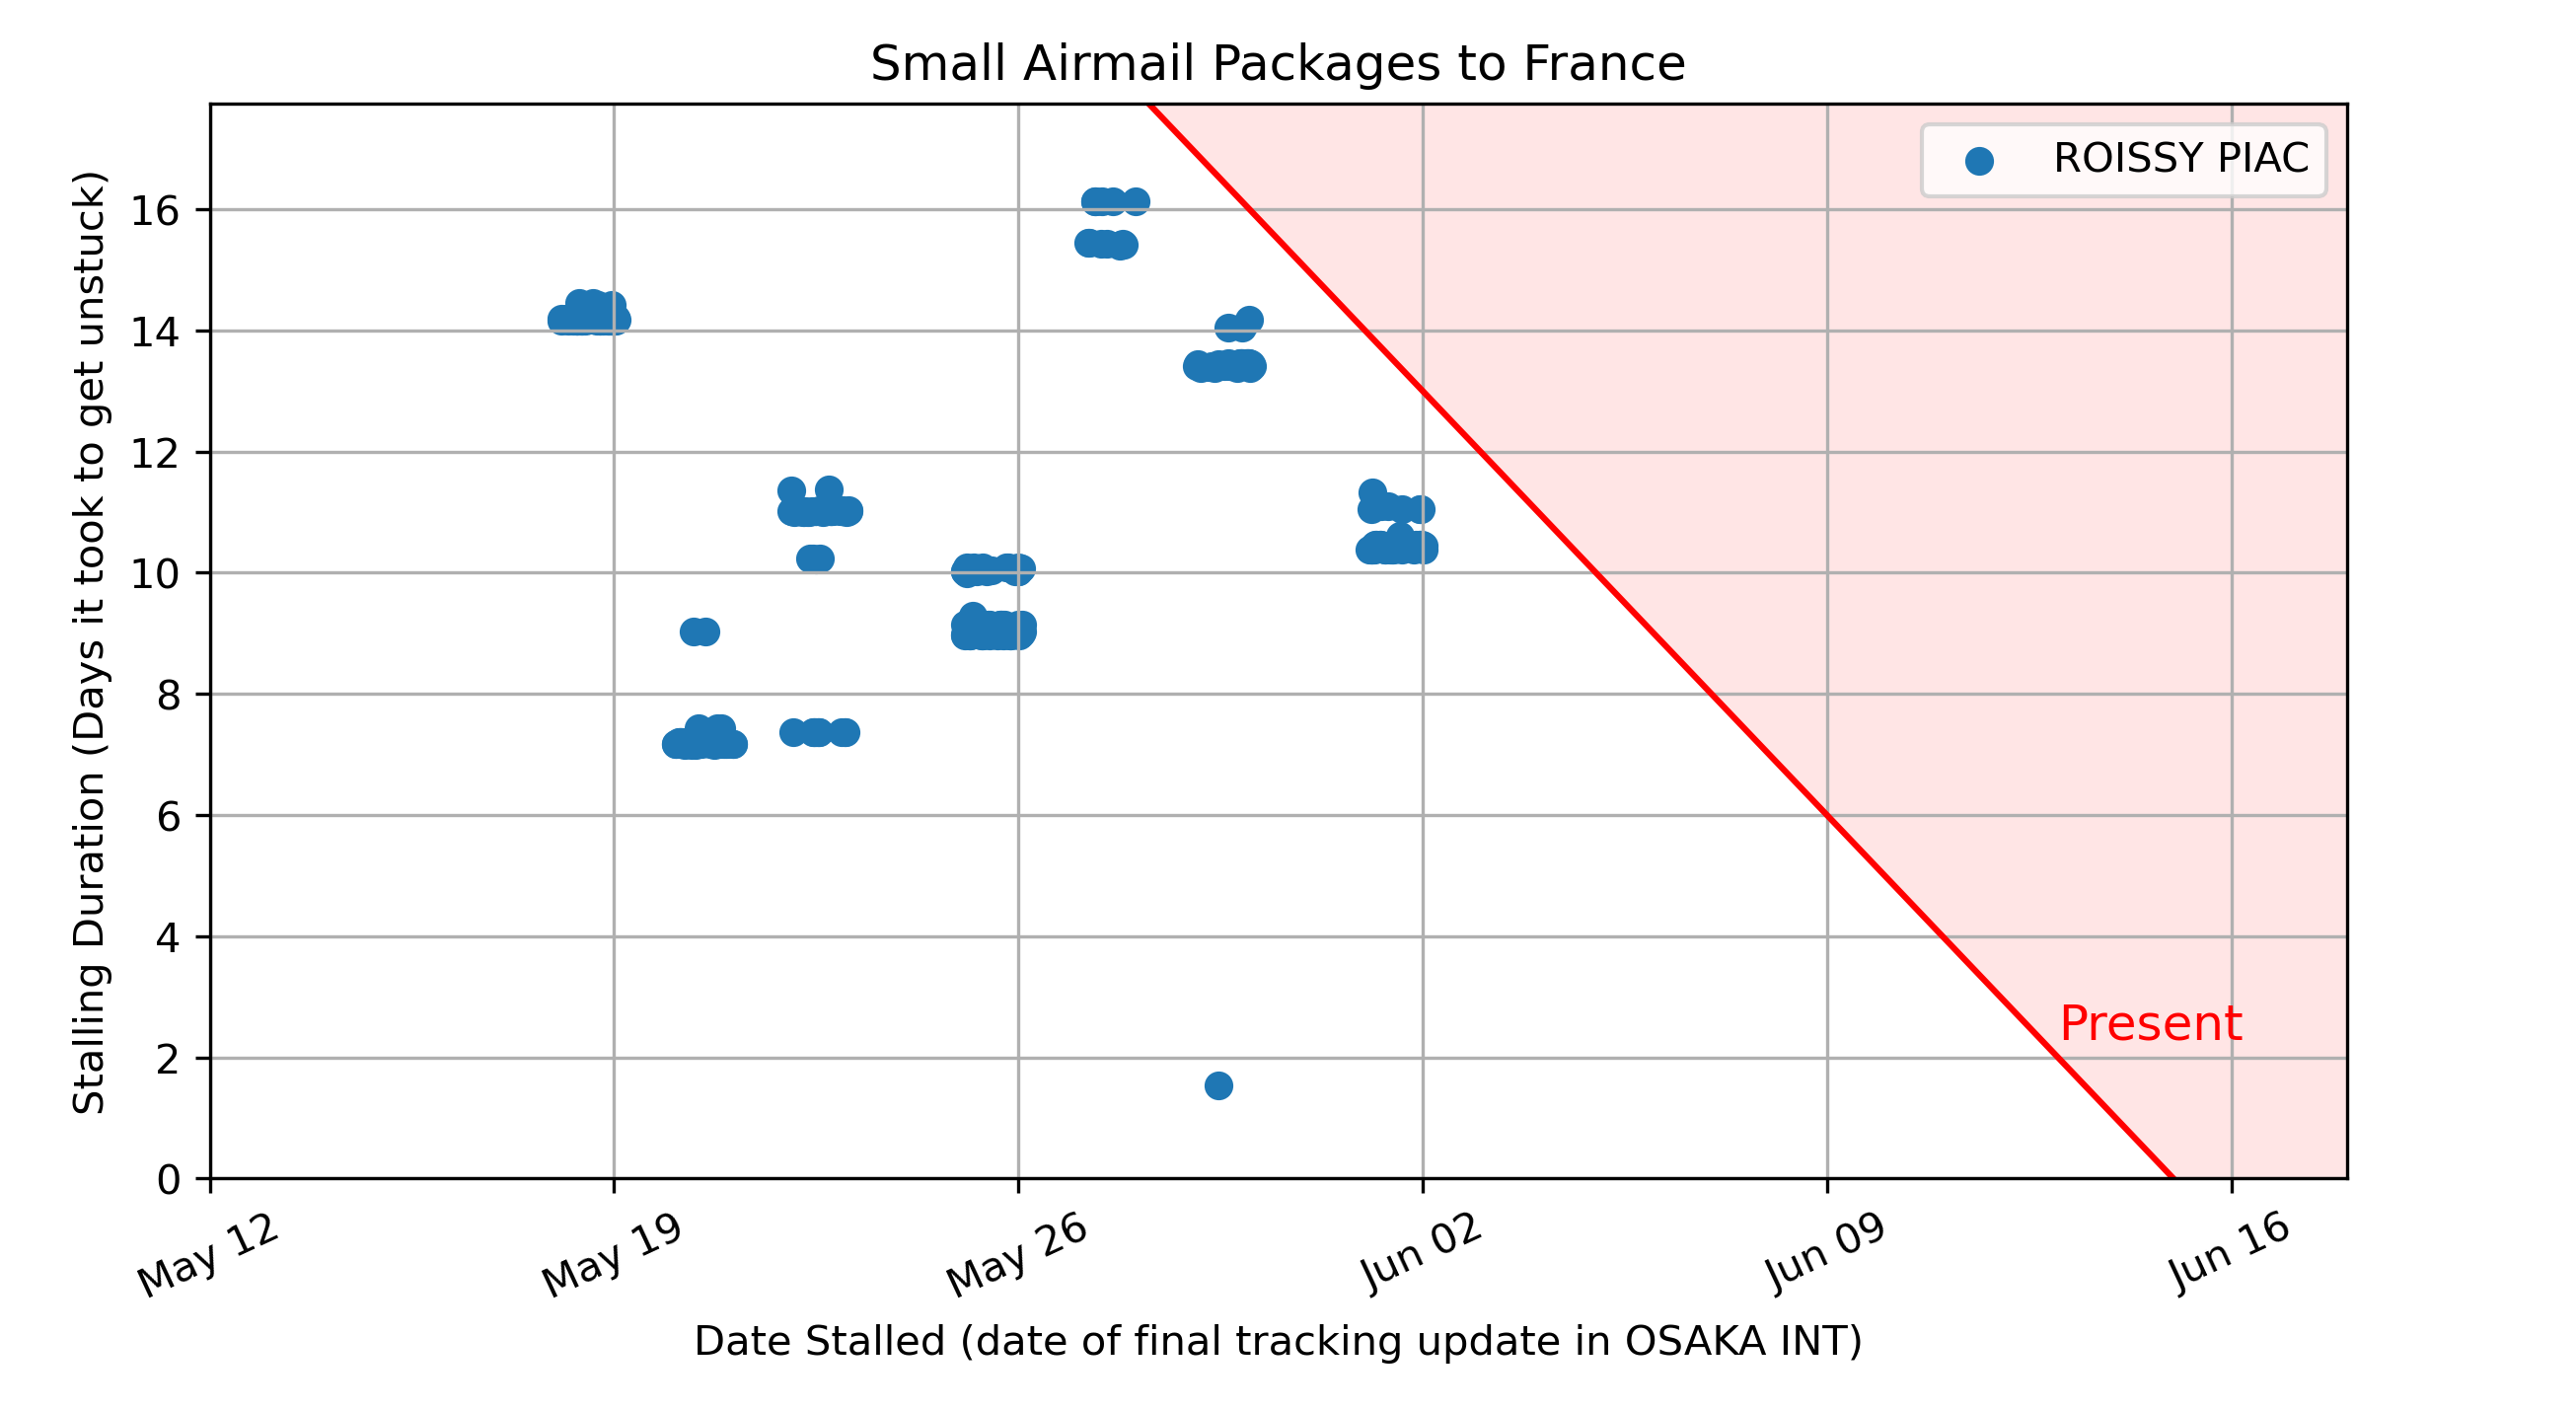 Small Airmail Packages to France
ROISSY PIAC
Stalling Duration (Days it took to get unstuck)
16
14
12
10
8
6
4
2
0
Present
May 12
May 19
May 26
Jun 02
Jun 09
Jun 16
Date Stalled (date of final tracking update in OSAKA INT)